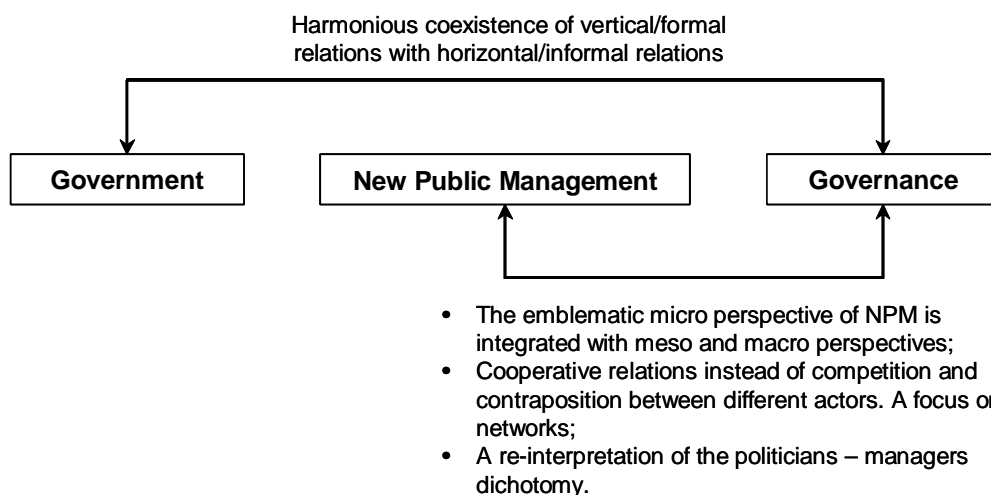 Harmonious coexistence of vertical/formal
relations with horizontal/informal relations
Government
New Public Management
Governance
• The emblematic micro perspective of NPM is
integrated with meso and macro perspectives;
• Cooperative relations instead of competition and
contraposition between different actors. A focus on
networks;
• A re-interpretation of the politicians – managers
dichotomy.